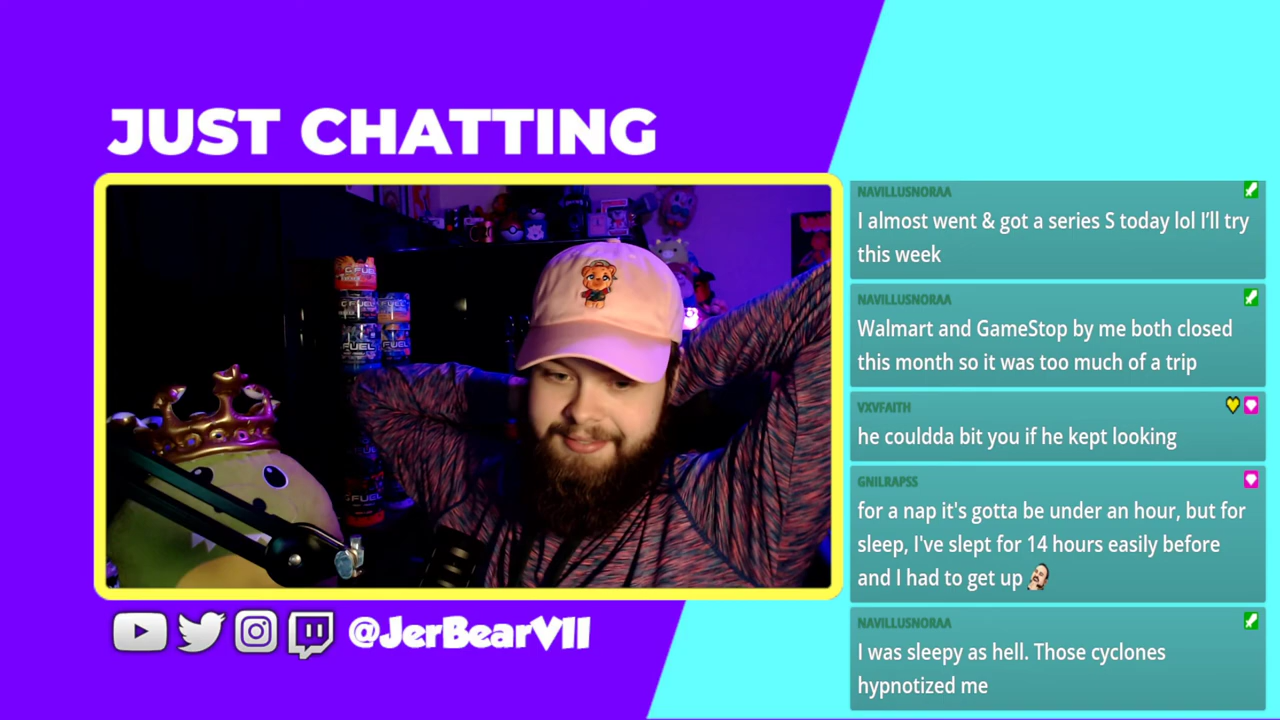 JUST CHATTING
G FUEL
G FUEL
G FUEL
@JerBearVII
NAVILLUSNORAA
I almost went & got a series S today lol I'll try
this week
NAVILLUSNORAA
Walmart and GameStop by me both closed
this month so it was too much of a trip
VXVFAITH
he couldda bit you if he kept looking
GNILRAPSS
for a nap it's gotta be under an hour, but for
sleep, I've slept for 14 hours easily before
and I had to get up
NAVILLUSNORAA
I was sleepy as hell. Those cyclones
hypnotized me